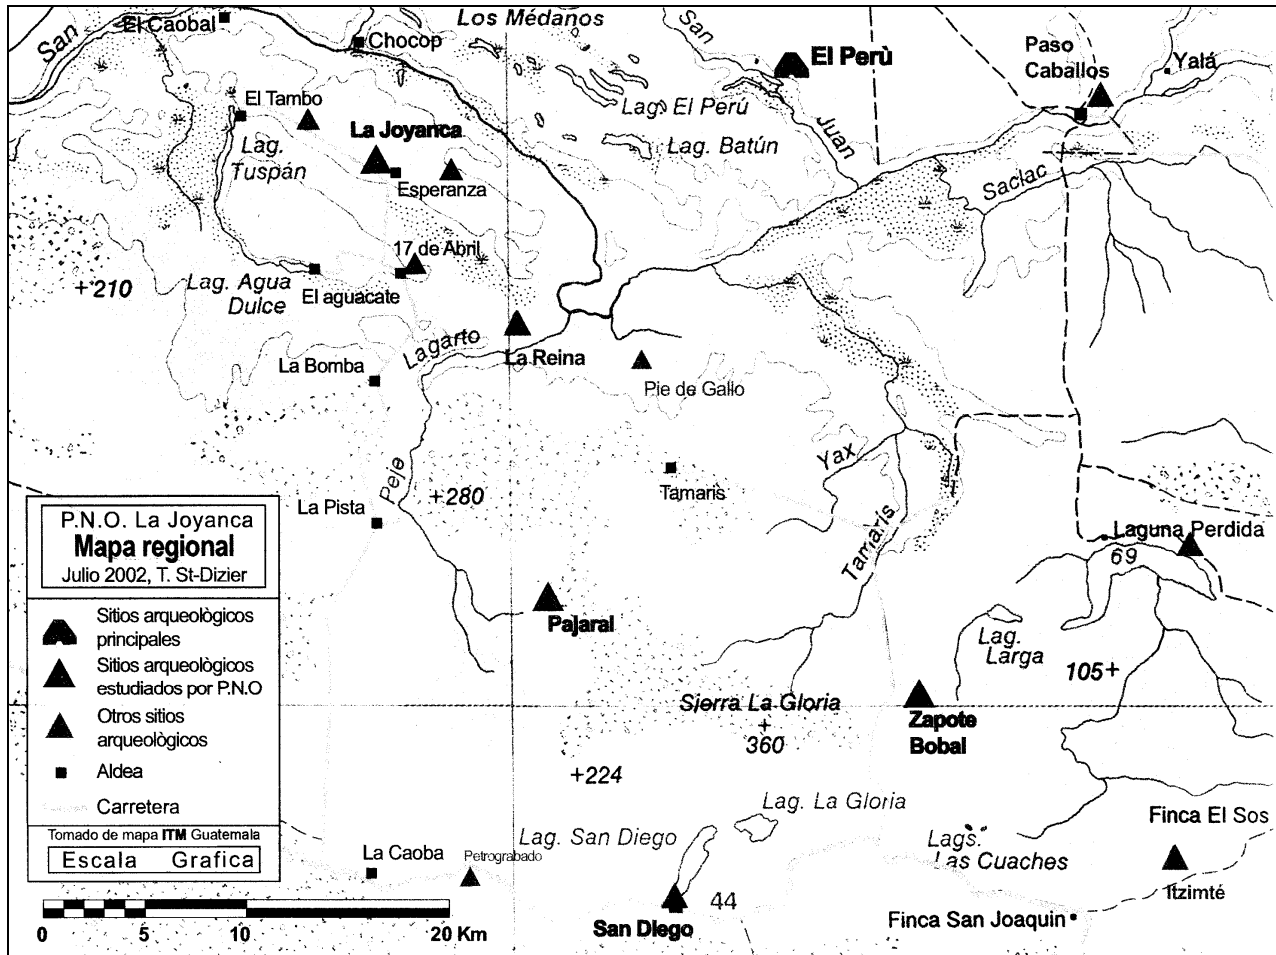 El Caobal
San
Chocop
Los Médanos
San
El Perù
Paso
Caballos
Yalá
El Tambo
La Joyanca
Lag. El Perú
Juan
Lag.
Tuspán
Esperanza
Lag. Batún
Saclac
17 de Abril
+210
Lag. Agua
Dulce
El aguacate
Lagarto
La Reina
La Bomba
Pie de Gallo
Yax
Peje
+280
Tamaris
La Pista
Tamarís
Laguna Perdida
69
P.N.O. La Joyanca
Mapa regional
Julio 2002, T. St-Dizier
Pajaral
Lag.
Larga
105+
Sitios arqueològicos
principales
Sitios arqueològicos
estudiados por P.N.O
Otros sitios
arqueològicos
Aldea
Carretera
Sierra La Gloria
+
360
Zapote
Bobal
+224
Lag. La Gloria
Finca El Sos
Tomado de mapa ITM Guatemala
Escala Grafica
Lag. San Diego
Lags.
Las Cuaches
La Caoba
Petrograbado
Itzimté
44
San Diego
Finca San Joaquin
0 5 10 20 Km